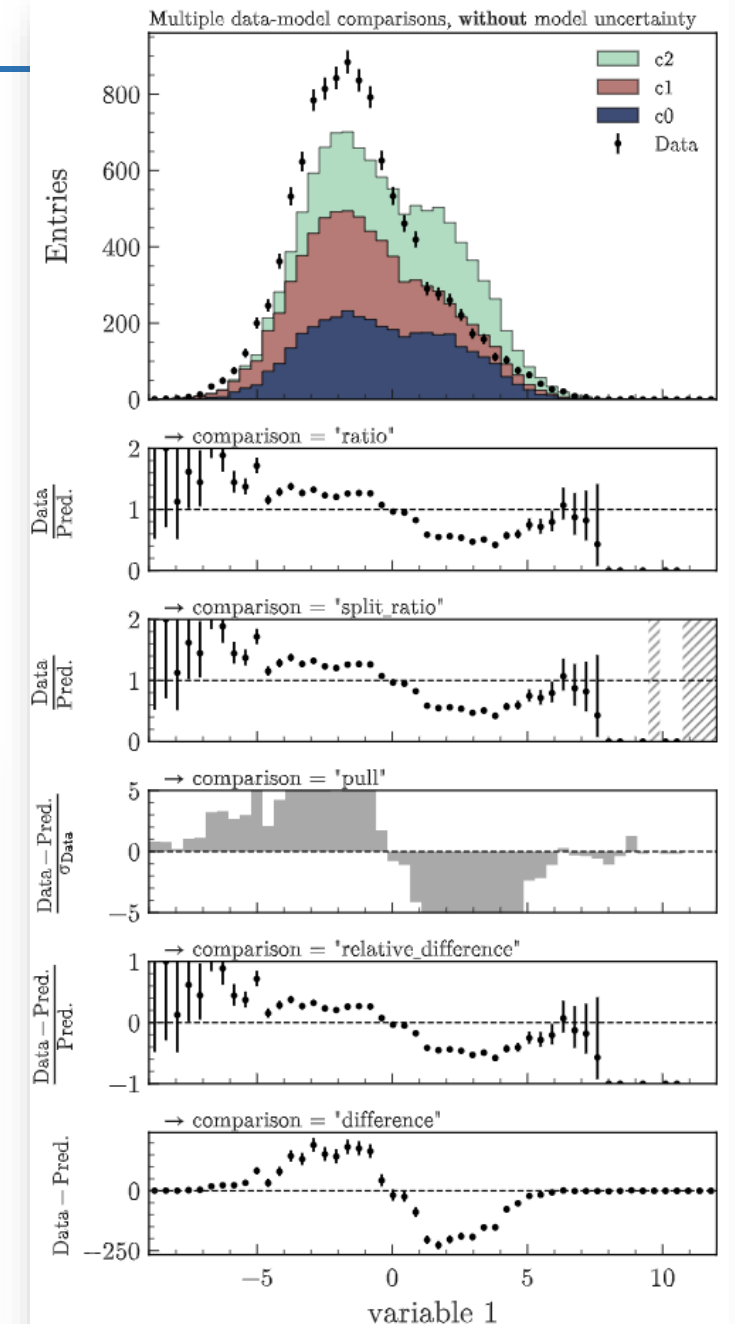 Multiple data-model comparisons, without model uncertainty
Entries
800
600
400
200
0
c2
c1
c0
Data
→ comparison = "ratio"
Data
Pred.
2
1
0
→ comparison = "split_ratio"
Data
Pred.
2
1
0
→ comparison = "pull"
Data − Pred.
σData
5
0
−5
→ comparison = "relative_difference"
Data − Pred.
Pred.
1
0
−1
→ comparison = "difference"
Data − Pred.
0
−250
−5 0 5 10
variable 1